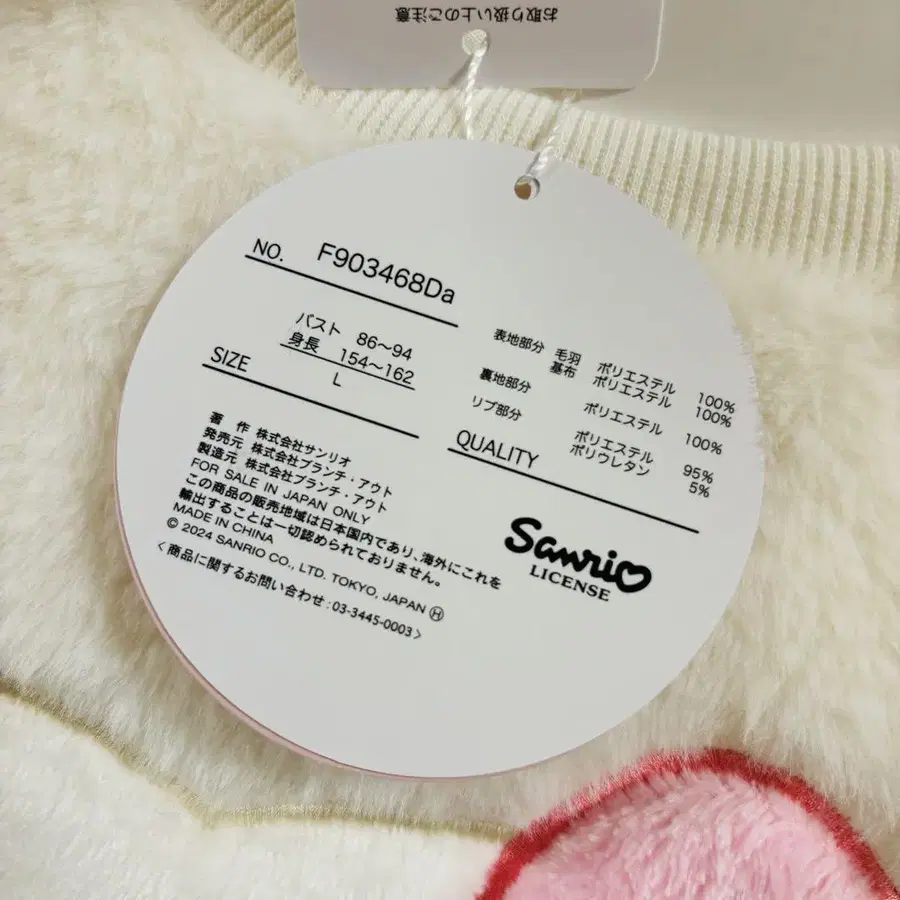 お取り扱い上のご注意
NO. F903468Da
バスト 86〜94
身長 154〜162
SIZE L
表地部分 毛羽 ポリエステル 100%
基布 ポリエステル 100%
裏地部分 ポリエステル 100%
リブ部分 ポリエステル 95%
ポリウレタン 5%
QUALITY
著 作 株式会社サンリオ
発売元 株式会社ブランチ・アウト
製造元 株式会社ブランチ・アウト
FOR SALE IN JAPAN ONLY
この商品の販売地域は日本国内であり、海外にこれを
輸出することは一切認められておりません。
MADE IN CHINA
© 2024 SANRIO CO., LTD. TOKYO, JAPAN Ⓗ
〈商品に関するお問い合わせ:03-3445-0003〉
Sanrio
LICENSE